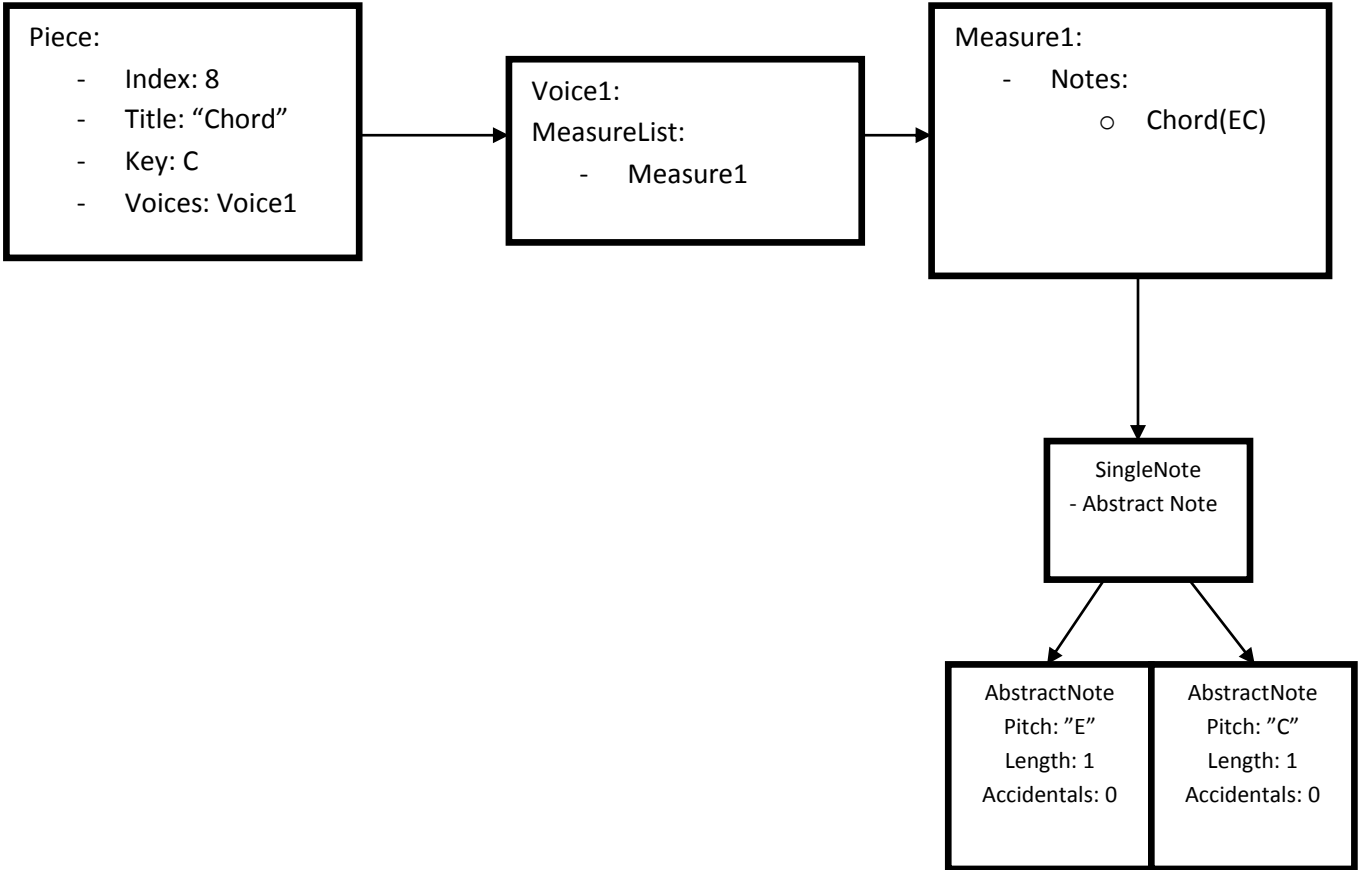 Piece:
- Index: 8
- Title: “Chord”
- Key: C
- Voices: Voice1
Voice1:
MeasureList:
- Measure1
Measure1:
- Notes:
o Chord(EC)
SingleNote
- Abstract Note
AbstractNote
Pitch: ”E”
Length: 1
Accidentals: 0
AbstractNote
Pitch: ”C”
Length: 1
Accidentals: 0